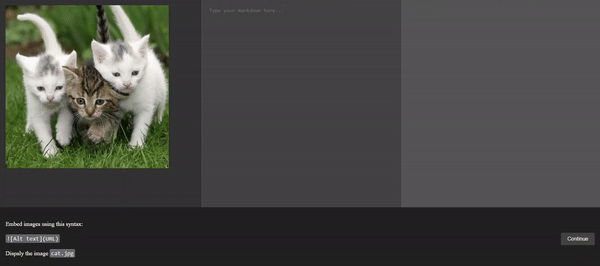 Type your markdown here...
Embed images using this syntax:
![Alt text](URL)
Dispaly the image cat.jpg
Continue